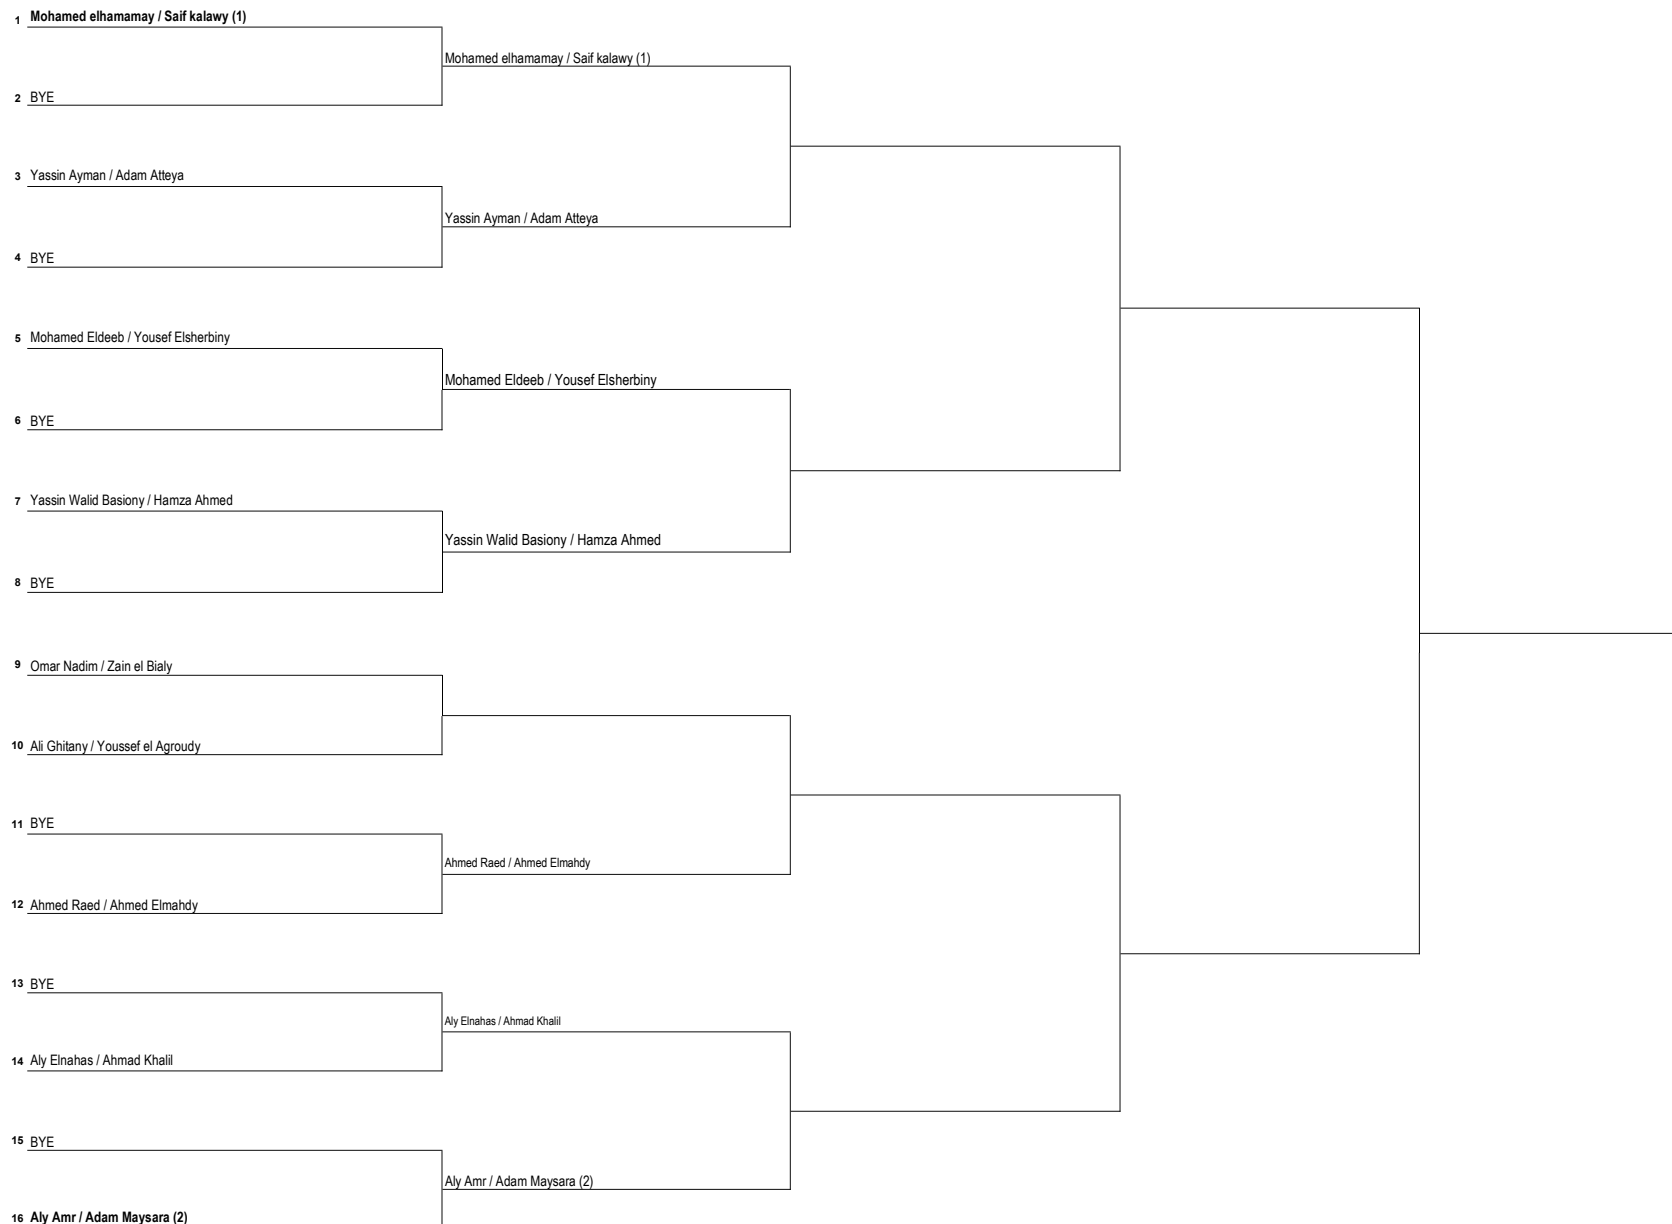 1 Mohamed elhamamay / Saif kalawy (1)
Mohamed elhamamay / Saif kalawy (1)
2 BYE
3 Yassin Ayman / Adam Atteya
Yassin Ayman / Adam Atteya
4 BYE
5 Mohamed Eldeeb / Yousef Elsherbiny
Mohamed Eldeeb / Yousef Elsherbiny
6 BYE
7 Yassin Walid Basiony / Hamza Ahmed
Yassin Walid Basiony / Hamza Ahmed
8 BYE
9 Omar Nadim / Zain el Bialy
10 Ali Ghitany / Youssef el Agroudy
11 BYE
Ahmed Raed / Ahmed Elmahdy
12 Ahmed Raed / Ahmed Elmahdy
13 BYE
Aly Elnahas / Ahmad Khalil
14 Aly Elnahas / Ahmad Khalil
15 BYE
Aly Amr / Adam Maysara (2)
16 Aly Amr / Adam Maysara (2)